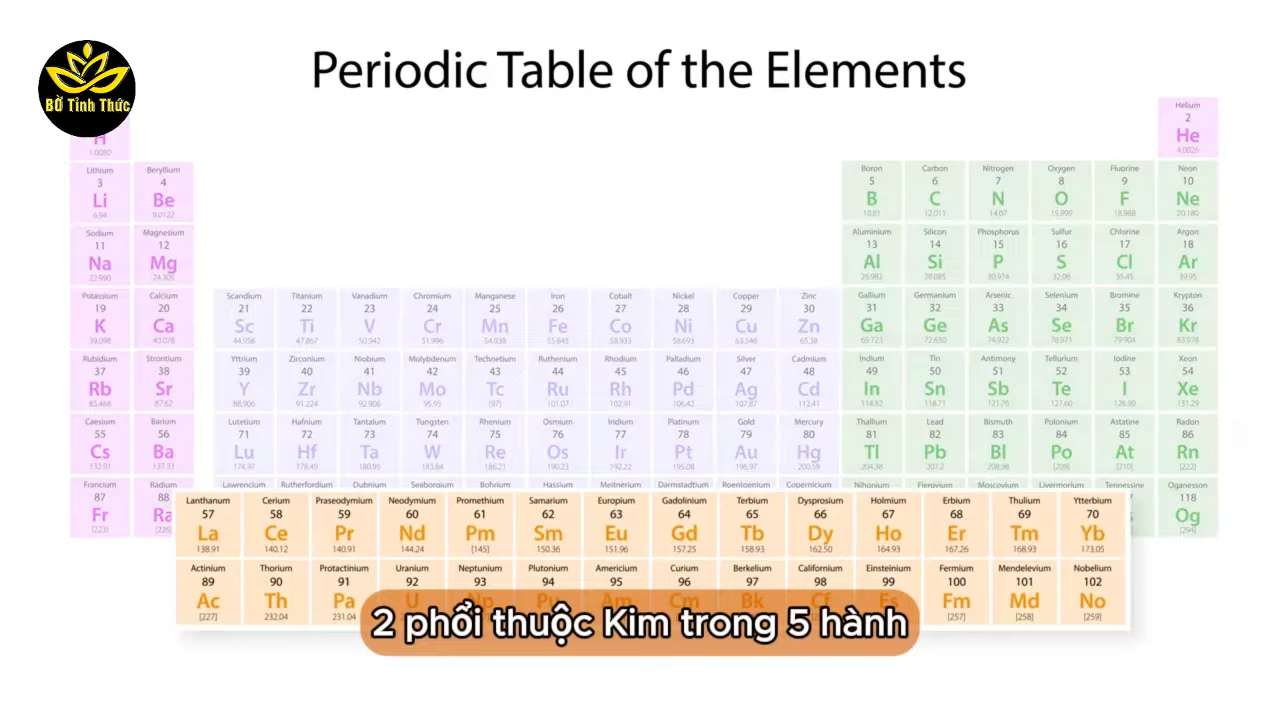 Periodic Table of the Elements
BỜ Tỉnh Thức
Helium
2
H He
1.0080 4.0026
Lithium Beryllium Boron Carbon Nitrogen Oxygen Fluorine Neon
3 4 5 6 7 8 9 10
Li Be B C N O F Ne
6.94 9.0122 10.81 12.011 14.07 15.999 18.988 20.180
Sodium Magnesium Aluminium Silicon Phosphorus Sulfur Chlorine Argon
11 12 13 14 15 16 17 18
Na Mg Al Si P S Cl Ar
22.990 24.305 26.982 28.085 30.974 32.06 35.45 39.95
Potassium Calcium Scandium Titanium Vanadium Chromium Manganese Iron Cobalt Nickel Copper Zinc Gallium Germanium Arsenic Selenium Bromine Krypton
19 20 21 22 23 24 25 26 27 28 29 30 31 32 33 34 35 36
K Ca Sc Ti V Cr Mn Fe Co Ni Cu Zn Ga Ge As Se Br Kr
39.098 40.078 44.956 47.867 50.942 51.996 54.938 55.845 58.933 58.693 63.546 65.38 69.723 72.630 74.922 78.971 79.904 83.978
Rubidium Strontium Yttrium Zirconium Niobium Molybdenum Technetium Ruthenium Rhodium Palladium Silver Cadmium Indium Tin Antimony Tellurium Iodine Xeon
37 38 39 40 41 42 43 44 45 46 47 48 49 50 51 52 53 54
Rb Sr Y Zr Nb Mo Tc Ru Rh Pd Ag Cd In Sn Sb Te I Xe
85.468 87.62 88.906 91.224 92.906 95.95 [97] 101.07 102.91 106.42 107.87 112.41 114.82 118.71 121.76 127.60 126.90 131.29
Caesium Barium Lutetium Hafnium Tantalum Tungsten Rhenium Osmium Iridium Platinum Gold Mercury Thallium Lead Bismuth Polonium Astatine Radon
55 56 71 72 73 74 75 76 77 78 79 80 81 82 83 84 85 86
Cs Ba Lu Hf Ta W Re Os Ir Pt Au Hg Tl Pb Bl Po At Rn
132.91 137.33 174.97 178.49 180.95 183.84 186.21 190.23 192.22 195.08 196.97 200.59 204.38 207.2 208.98 [209] [210] [222]
Francium Radium Lawrencium Rutherfordium Dubnium Seaborgium Bohrium Hassium Meitnerium Darmstadtium Roentgenium Copernicium Nihonium Flerovium Moscovium Livermorium Tennessine Oganesson
87 88 118
Fr Ra Og
[223] [226] [294]
Lanthanum Cerium Praseodymium Neodymium Promethium Samarium Europium Gadolinium Terbium Dysprosium Holmium Erbium Thulium Ytterbium
57 58 59 60 61 62 63 64 65 66 67 68 69 70
La Ce Pr Nd Pm Sm Eu Gd Tb Dy Ho Er Tm Yb
138.91 140.12 140.91 144.24 [145] 150.36 151.96 157.25 158.93 162.50 164.93 167.26 168.93 173.05
Actinium Thorium Protactinium Uranium Neptunium Plutonium Americium Curium Berkelium Californium Einsteinium Fermium Mendelevium Nobelium
89 90 91 92 93 94 95 96 97 98 99 100 101 102
Ac Th Pa U Np Pu Am Cm Bk Cf Es Fm Md No
[227] 232.04 231.04 [257] [258] [259]
2 phổi thuộc Kim trong 5 hành